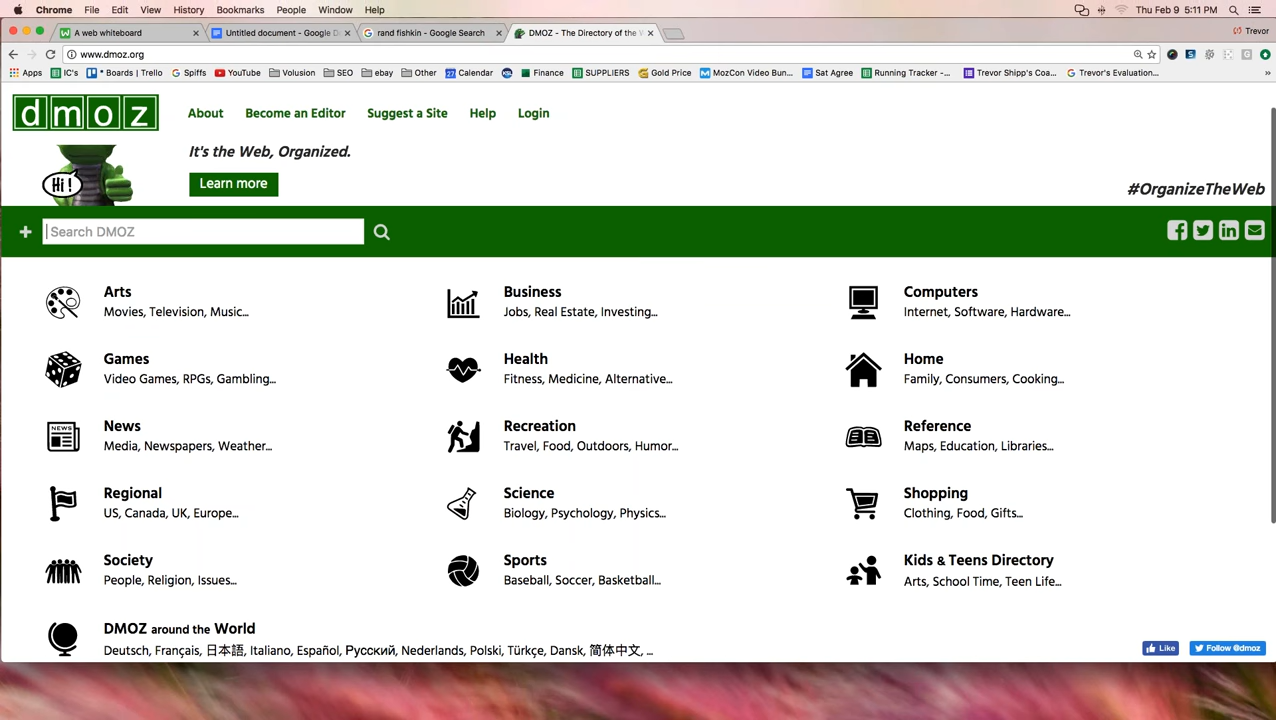 Chrome File Edit View History Bookmarks People Window Help Thu Feb 9 5:11 PM
A web whiteboard Untitled document - Google D rand fishkin - Google Search DMOZ - The Directory of the W Trevor
www.dmoz.org
Apps IC's * Boards | Trello Spiffs YouTube Volusion SEO ebay Other Calendar Finance SUPPLIERS Gold Price MozCon Video Bun... Sat Agree Running Tracker -... Trevor Shipp's Coa... Trevor's Evaluation... »
dmoz About Become an Editor Suggest a Site Help Login
It's the Web, Organized.
Hi !
Learn more
#OrganizeTheWeb
Search DMOZ
Arts Business Computers
Movies, Television, Music... Jobs, Real Estate, Investing... Internet, Software, Hardware...
Games Health Home
Video Games, RPGs, Gambling... Fitness, Medicine, Alternative... Family, Consumers, Cooking...
NEWS
News Recreation Reference
Media, Newspapers, Weather... Travel, Food, Outdoors, Humor... Maps, Education, Libraries...
Regional Science Shopping
US, Canada, UK, Europe... Biology, Psychology, Physics... Clothing, Food, Gifts...
Society Sports Kids & Teens Directory
People, Religion, Issues... Baseball, Soccer, Basketball... Arts, School Time, Teen Life...
DMOZ around the World
Deutsch, Français, 日本語, Italiano, Español, Русский, Nederlands, Polski, Türkçe, Dansk, 简体中文, ...
Like Follow @dmoz